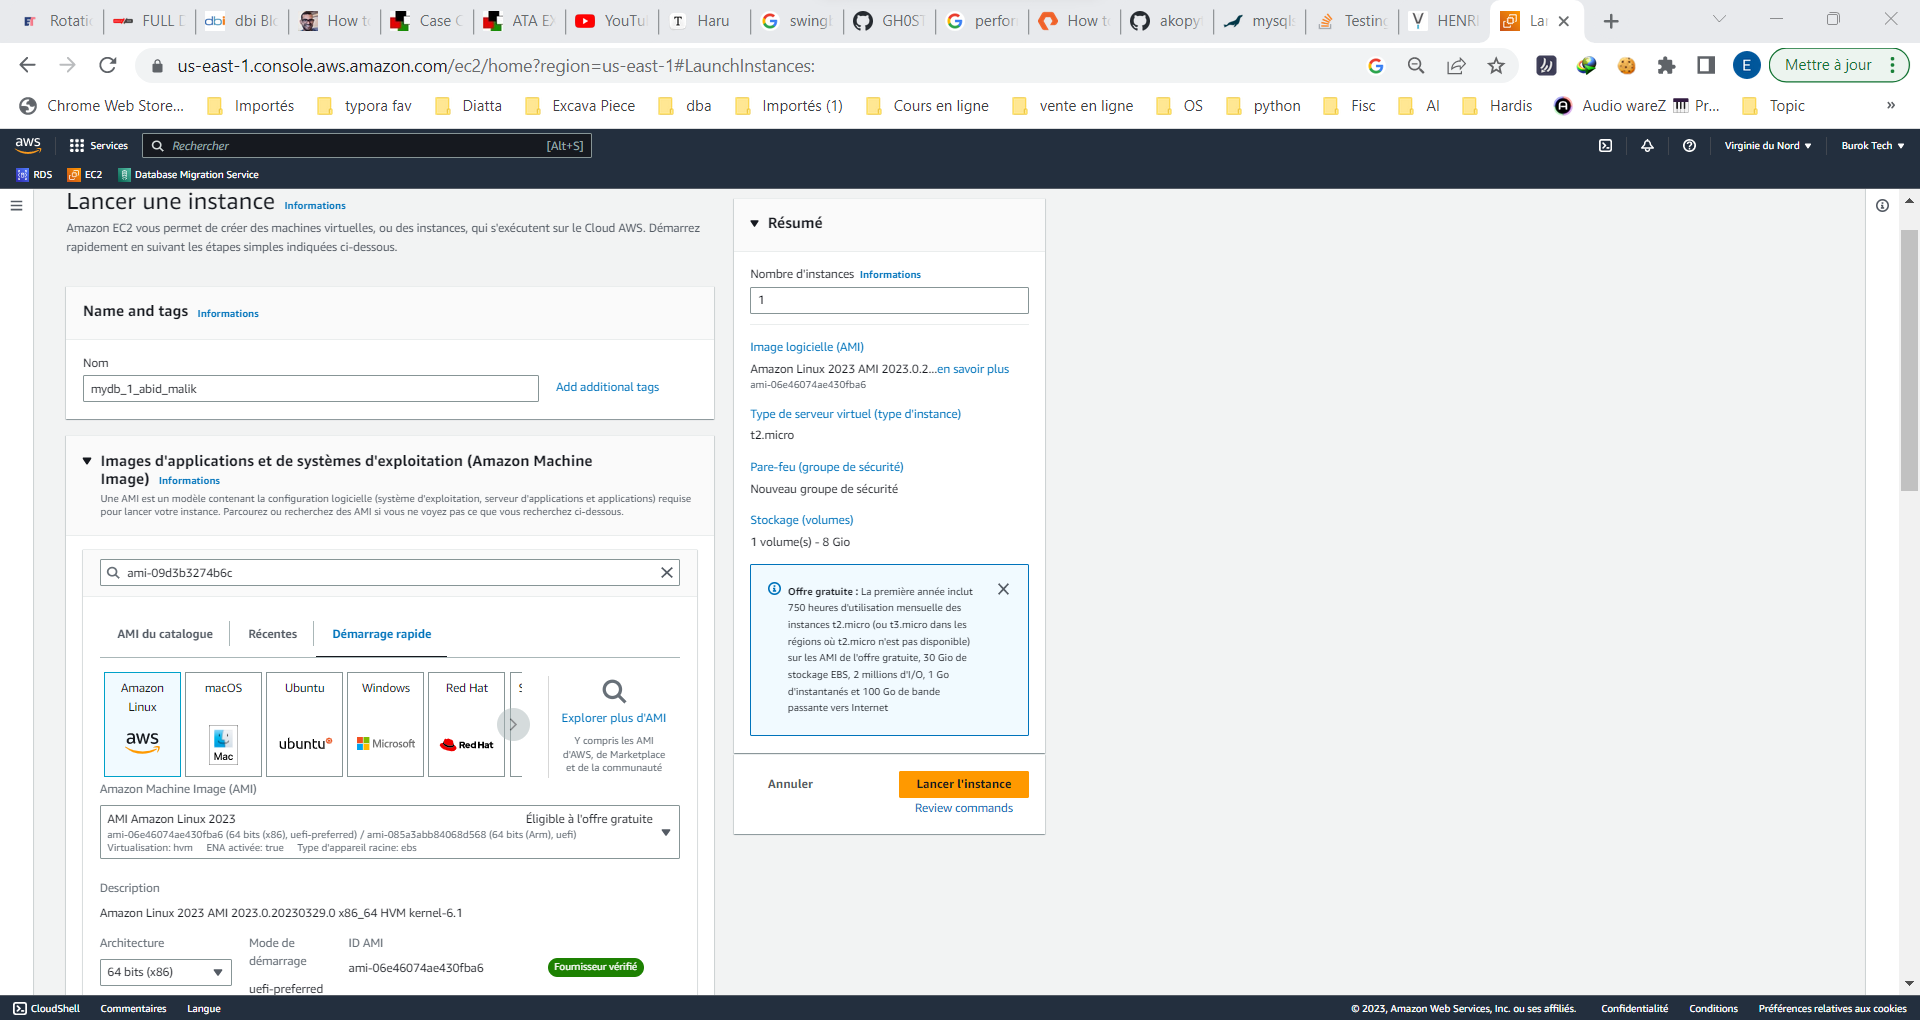 Rotatio
FULL D
dbi Blo
How to
Case C
ATA EX
YouTu
Haru
swingl
GH0ST
perfor
How to
akopy
mysql
Testing
HENRI
La
us-east-1.console.aws.amazon.com/ec2/home?region=us-east-1#LaunchInstances:
E
Mettre à jour
Chrome Web Store...
Importés
typora fav
Diatta
Excava Piece
dba
Importés (1)
Cours en ligne
vente en ligne
OS
python
Fisc
AI
Hardis
Audio wareZ
Pr...
Topic
»
aws
Services
Rechercher
[Alt+S]
Virginie du Nord
Burok Tech
RDS
EC2
Database Migration Service
Lancer une instance Informations
Amazon EC2 vous permet de créer des machines virtuelles, ou des instances, qui s'exécutent sur le Cloud AWS. Démarrez
rapidement en suivant les étapes simples indiquées ci-dessous.
Name and tags Informations
Nom
mydb_1_abid_malik
Add additional tags
Images d'applications et de systèmes d'exploitation (Amazon Machine
Image) Informations
Une AMI est un modèle contenant la configuration logicielle (système d'exploitation, serveur d'applications et applications) requise
pour lancer votre instance. Parcourez ou recherchez des AMI si vous ne voyez pas ce que vous recherchez ci-dessous.
ami-09d3b3274b6c
AMI du catalogue
Récentes
Démarrage rapide
Amazon
Linux
aws
macOS
Mac
Ubuntu
ubuntu
Windows
Microsoft
Red Hat
RedHat
S
Explorer plus d'AMI
Y compris les AMI
d'AWS, de Marketplace
et de la communauté
Amazon Machine Image (AMI)
AMI Amazon Linux 2023
Éligible à l'offre gratuite
ami-06e46074ae430fba6 (64 bits (x86), uefi-preferred) / ami-085a3abb84068d568 (64 bits (Arm), uefi)
Virtualisation: hvm ENA activée: true Type d'appareil racine: ebs
Description
Amazon Linux 2023 AMI 2023.0.20230329.0 x86_64 HVM kernel-6.1
Architecture
64 bits (x86)
Mode de
démarrage
uefi-preferred
ID AMI
ami-06e46074ae430fba6
Fournisseur vérifié
Résumé
Nombre d'instances Informations
1
Image logicielle (AMI)
Amazon Linux 2023 AMI 2023.0.2...en savoir plus
ami-06e46074ae430fba6
Type de serveur virtuel (type d'instance)
t2.micro
Pare-feu (groupe de sécurité)
Nouveau groupe de sécurité
Stockage (volumes)
1 volume(s) - 8 Gio
Offre gratuite : La première année inclut
750 heures d'utilisation mensuelle des
instances t2.micro (ou t3.micro dans les
régions où t2.micro n'est pas disponible)
sur les AMI de l'offre gratuite, 30 Gio de
stockage EBS, 2 millions d'I/O, 1 Go
d'instantanés et 100 Go de bande
passante vers Internet
Annuler
Lancer l'instance
Review commands
CloudShell
Commentaires
Langue
© 2023, Amazon Web Services, Inc. ou ses affiliés.
Confidentialité
Conditions
Préférences relatives aux cookies